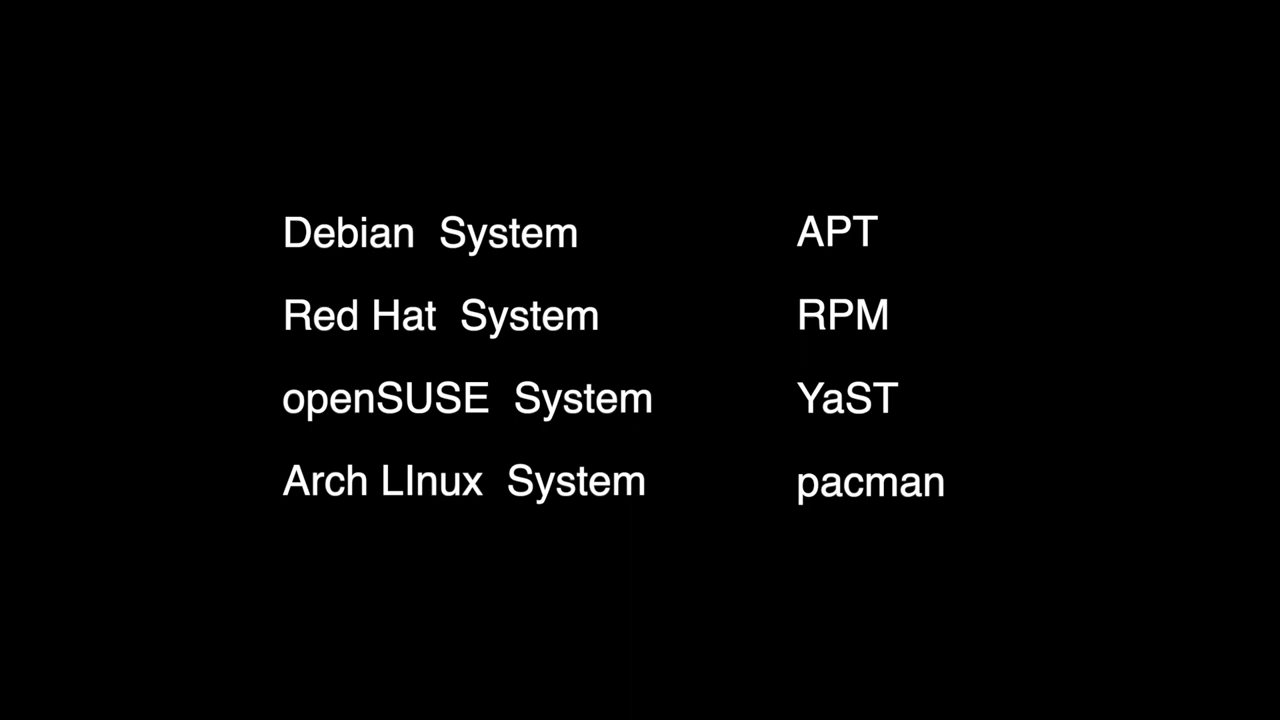 Debian System APT
Red Hat System RPM
openSUSE System YaST
Arch LInux System pacman